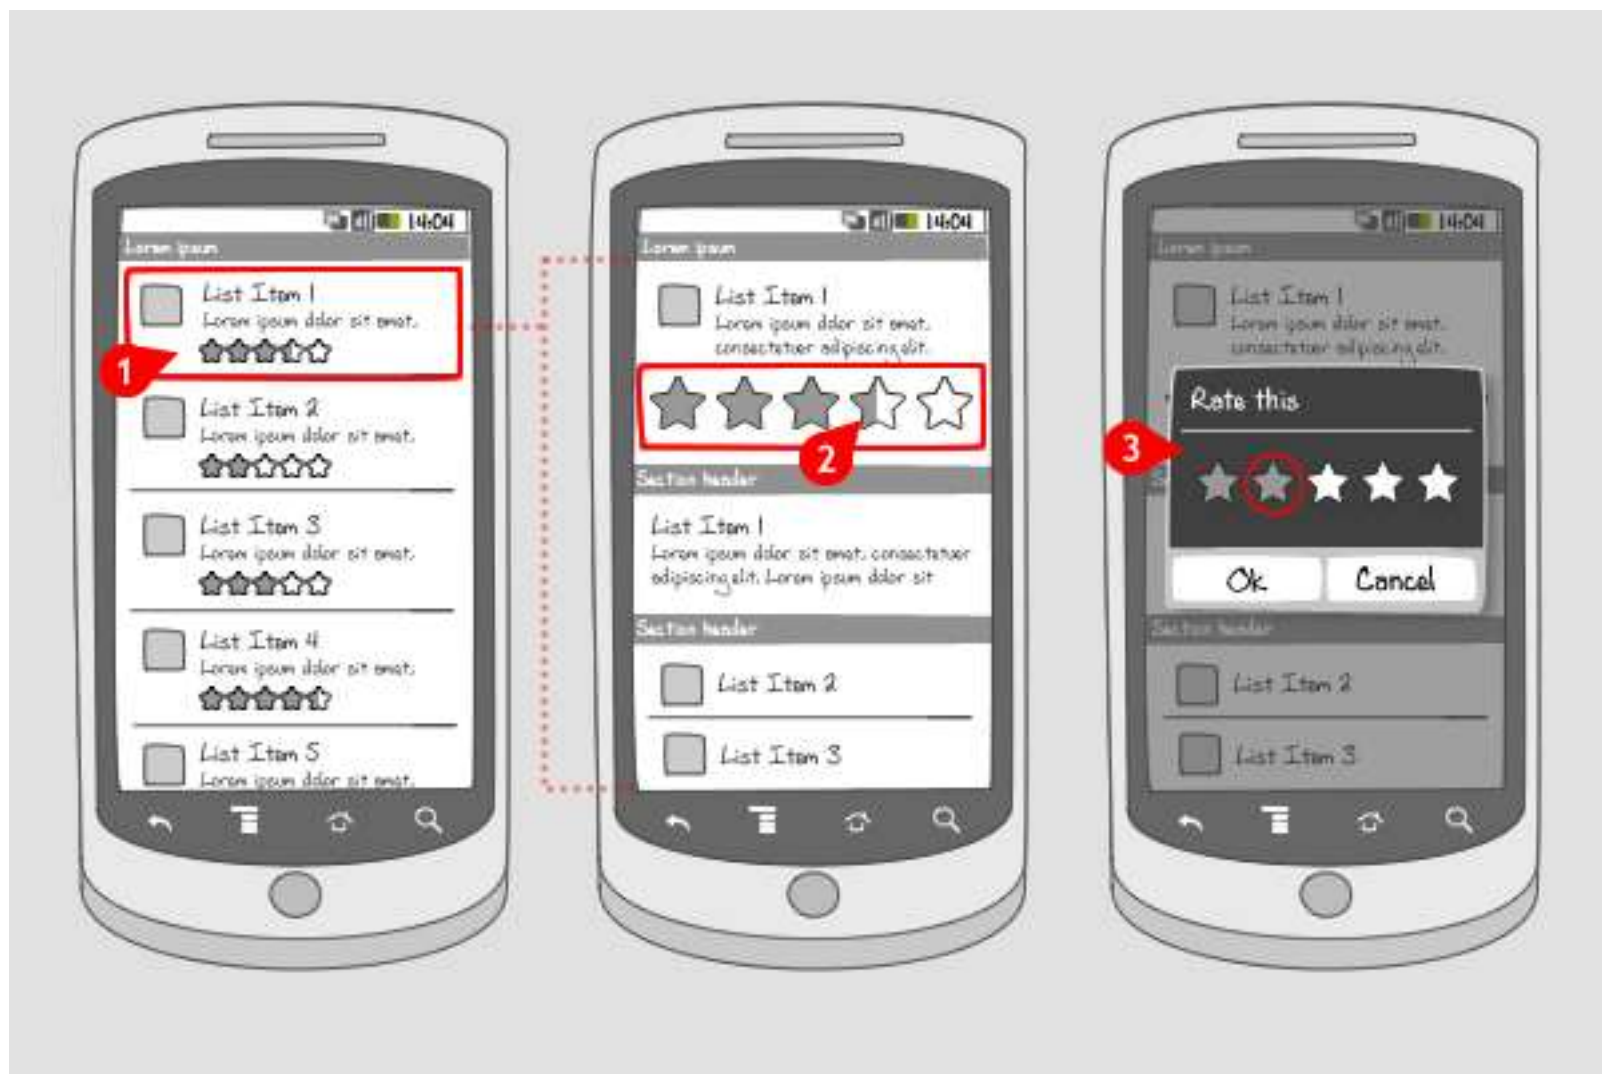 14:04
Lorem ipsum
List Item 1
Lorem ipsum dolor sit amet,
1
List Item 2
Lorem ipsum dolor sit amet,
List Item 3
Lorem ipsum dolor sit amet,
List Item 4
Lorem ipsum dolor sit amet,
List Item 5
Lorem ipsum dolor sit amet,
14:04
Lorem ipsum
List Item 1
Lorem ipsum dolor sit amet,
consectetuer adipiscing elit.
2
Section header
List Item 1
Lorem ipsum dolor sit amet, consectetuer
adipiscing elit. Lorem ipsum dolor sit
Section header
List Item 2
List Item 3
14:04
Lorem ipsum
List Item 1
Lorem ipsum dolor sit amet,
consectetuer adipiscing elit.
Rate this
3
Ok Cancel
Section header
List Item 2
List Item 3